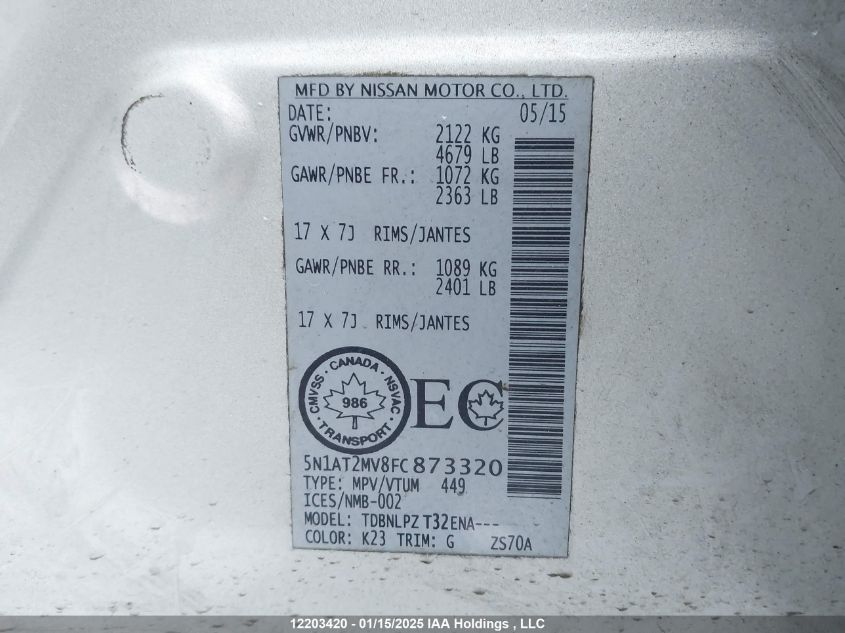 MFD BY NISSAN MOTOR CO., LTD.
DATE: 05/15
GVWR/PNBV: 2122 KG
4679 LB
GAWR/PNBE FR.: 1072 KG
2363 LB
17 X 7J RIMS/JANTES
GAWR/PNBE RR.: 1089 KG
2401 LB
17 X 7J RIMS/JANTES
CMVSS · CANADA · NSVAC · TRANSPORT ·
986
EC
5N1AT2MV8FC873320
TYPE: MPV/VTUM 449
ICES/NMB-002
MODEL: TDBNLPZ T32ENA---
COLOR: K23 TRIM: G ZS70A
12203420 - 01/15/2025 IAA Holdings , LLC